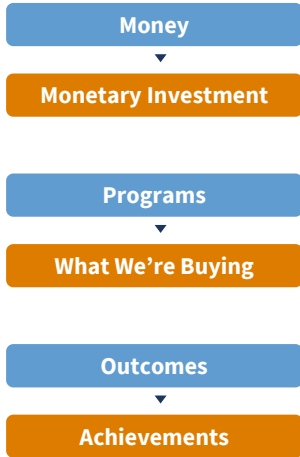 Money
Monetary Investment
Programs
What We’re Buying
Outcomes
Achievements